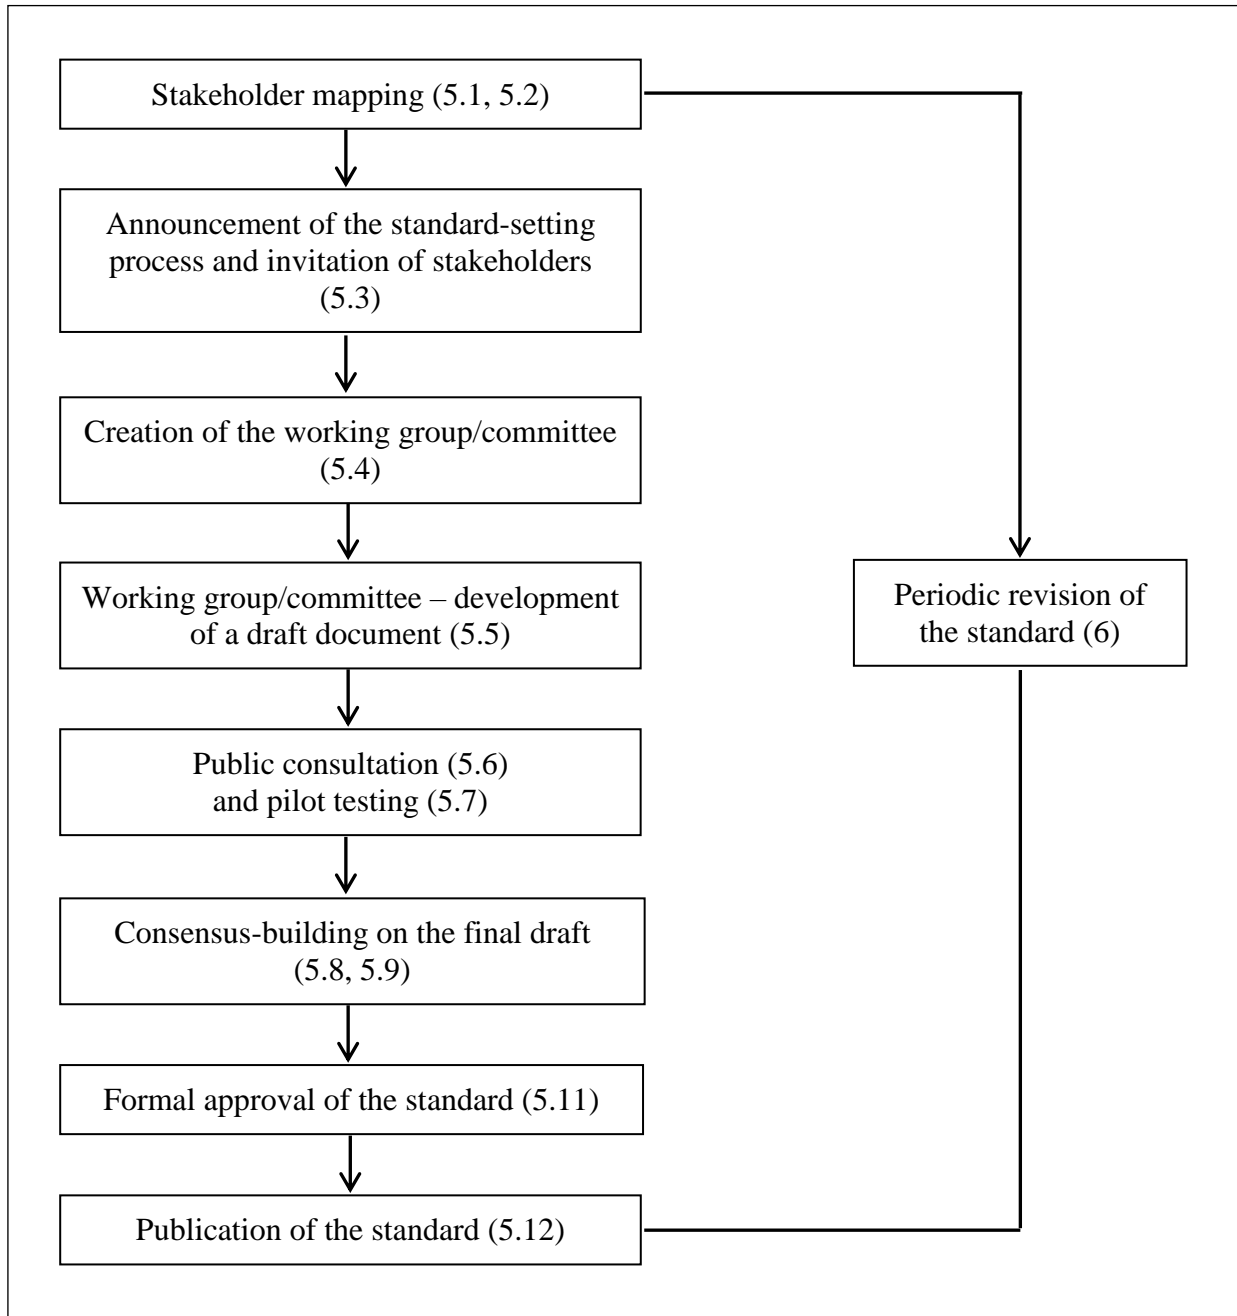 Stakeholder mapping (5.1, 5.2)
Announcement of the standard-setting
process and invitation of stakeholders
(5.3)
Creation of the working group/committee
(5.4)
Working group/committee – development
of a draft document (5.5)
Periodic revision of
the standard (6)
Public consultation (5.6)
and pilot testing (5.7)
Consensus-building on the final draft
(5.8, 5.9)
Formal approval of the standard (5.11)
Publication of the standard (5.12)